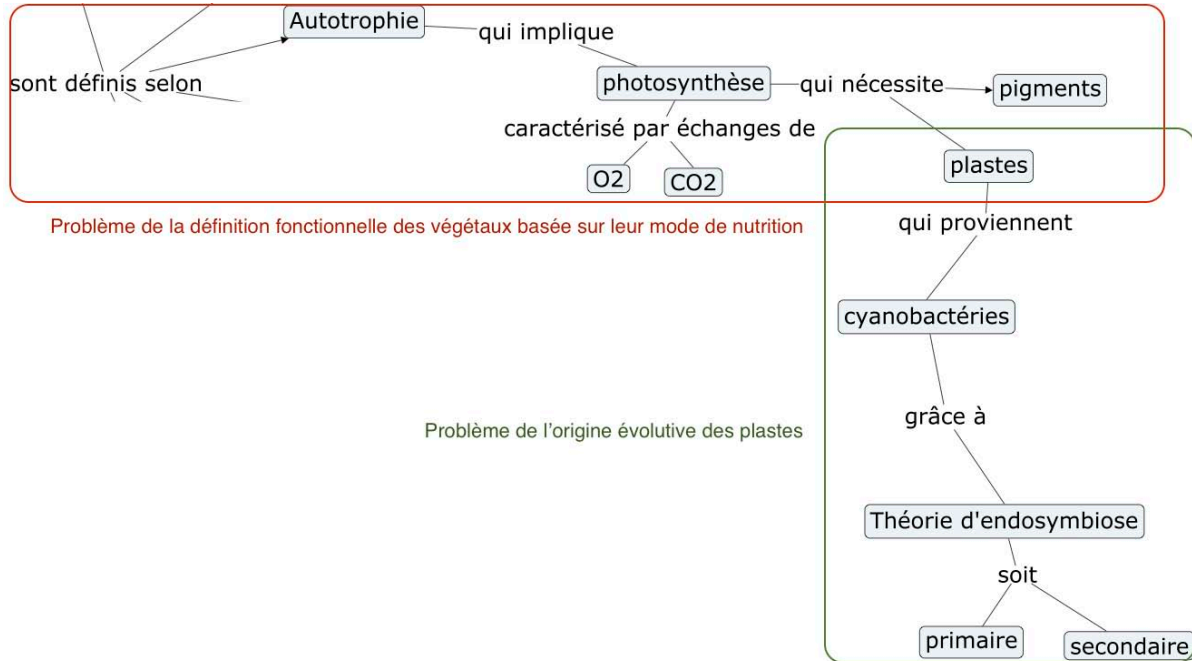 Autotrophie
qui implique
sont définis selon
photosynthèse
qui nécessite
pigments
caractérisé par échanges de
plastes
O2
CO2
Problème de la définition fonctionnelle des végétaux basée sur leur mode de nutrition
qui proviennent
cyanobactéries
grâce à
Problème de l'origine évolutive des plastes
Théorie d'endosymbiose
soit
primaire
secondaire